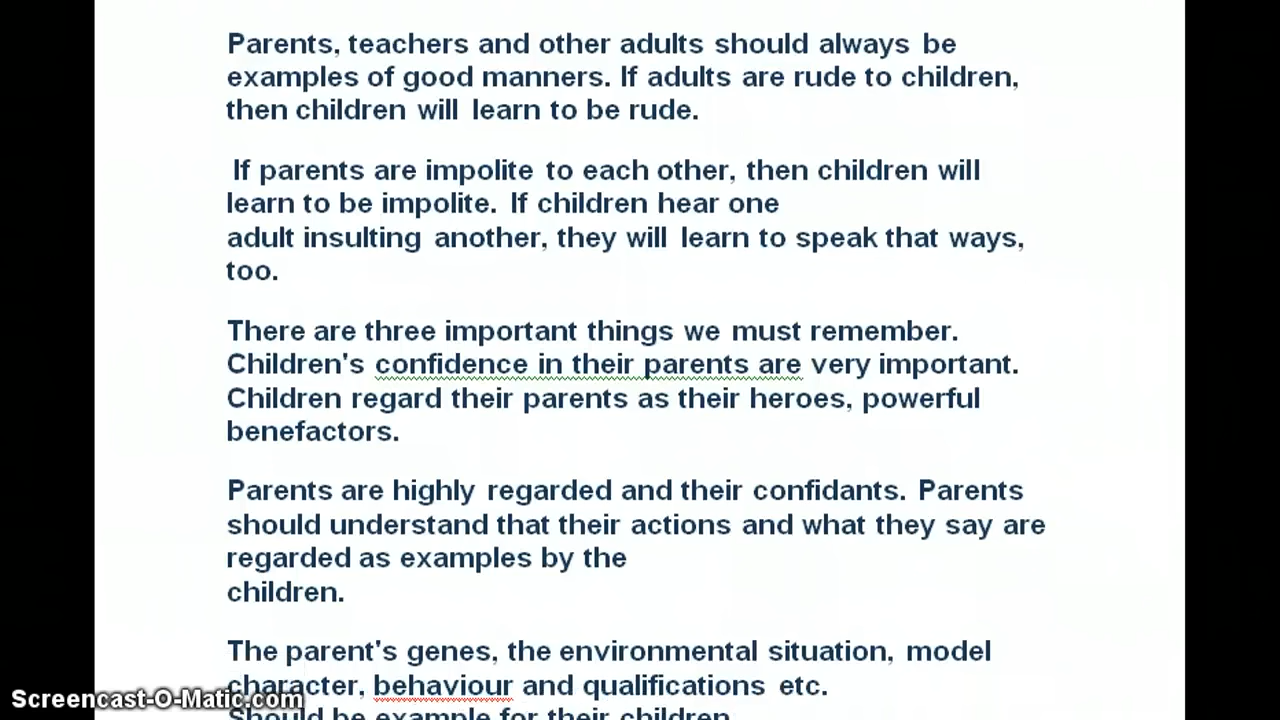 Parents, teachers and other adults should always be
examples of good manners. If adults are rude to children,
then children will learn to be rude.
If parents are impolite to each other, then children will
learn to be impolite. If children hear one
adult insulting another, they will learn to speak that ways,
too.
There are three important things we must remember.
Children's confidence in their parents are very important.
Children regard their parents as their heroes, powerful
benefactors.
Parents are highly regarded and their confidants. Parents
should understand that their actions and what they say are
regarded as examples by the
children.
The parent's genes, the environmental situation, model
character, behaviour and qualifications etc.
Should be example for their children
Screencast-O-Matic.com